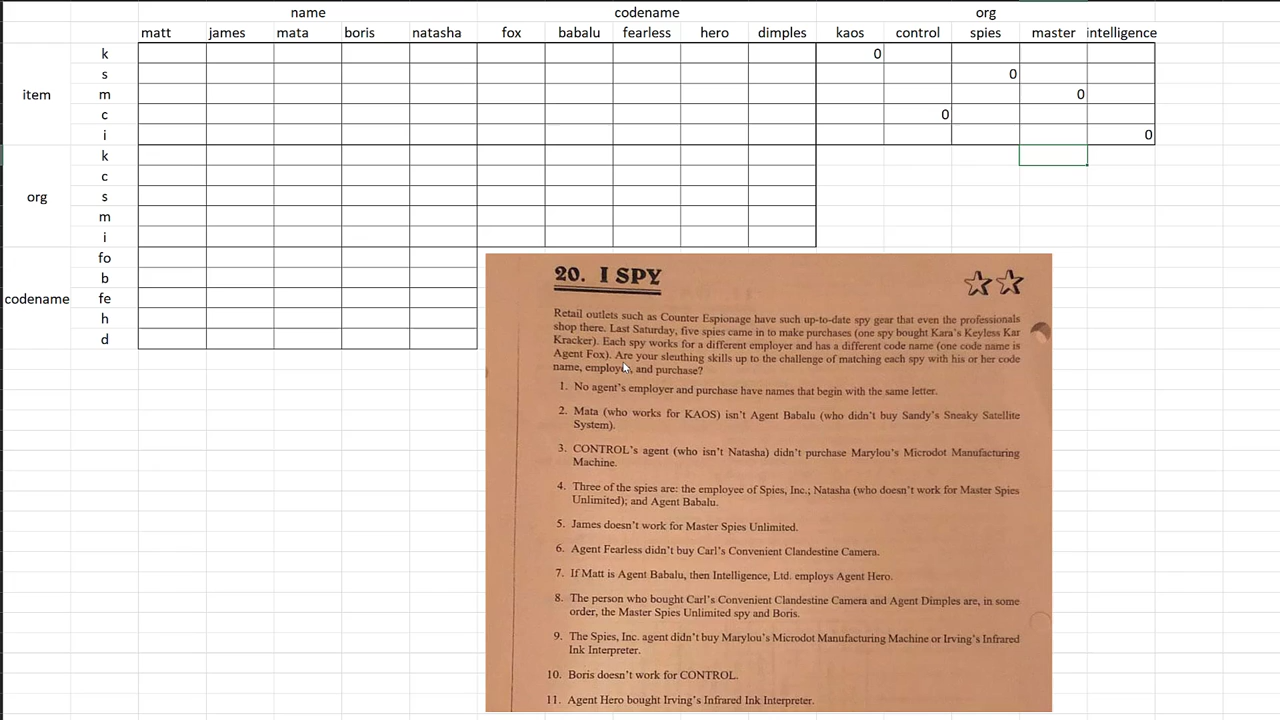 name codename org
matt james mata boris natasha fox babalu fearless hero dimples kaos control spies master intelligence
k 0
s 0
item m 0
c 0
i 0
k
c
org s
m
i
fo
b
codename fe
h
d
20. I SPY
Retail outlets such as Counter Espionage have such up-to-date spy gear that even the professionals
shop there. Last Saturday, five spies came in to make purchases (one spy bought Kara's Keyless Kar
Kracker). Each spy works for a different employer and has a different code name (one code name is
Agent Fox). Are your sleuthing skills up to the challenge of matching each spy with his or her code
name, employer, and purchase?
1. No agent's employer and purchase have names that begin with the same letter.
2. Mata (who works for KAOS) isn't Agent Babalu (who didn't buy Sandy's Sneaky Satellite
System).
3. CONTROL's agent (who isn't Natasha) didn't purchase Marylou's Microdot Manufacturing
Machine.
4. Three of the spies are: the employee of Spies, Inc.; Natasha (who doesn't work for Master Spies
Unlimited); and Agent Babalu.
5. James doesn't work for Master Spies Unlimited.
6. Agent Fearless didn't buy Carl's Convenient Clandestine Camera.
7. If Matt is Agent Babalu, then Intelligence, Ltd. employs Agent Hero.
8. The person who bought Carl's Convenient Clandestine Camera and Agent Dimples are, in some
order, the Master Spies Unlimited spy and Boris.
9. The Spies, Inc. agent didn't buy Marylou's Microdot Manufacturing Machine or Irving's Infrared
Ink Interpreter.
10. Boris doesn't work for CONTROL.
11. Agent Hero bought Irving's Infrared Ink Interpreter.